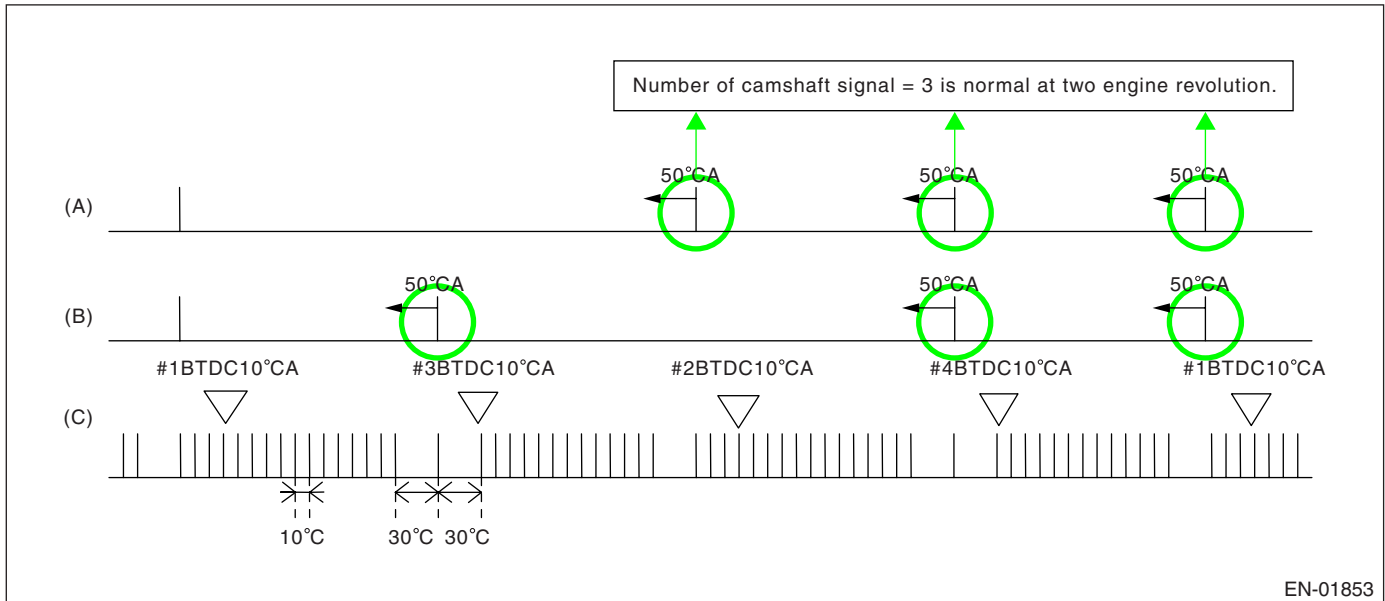 Number of camshaft signal = 3 is normal at two engine revolution.
50°CA 50°CA 50°CA
(A)
50°CA 50°CA 50°CA
(B)
#1BTDC10°CA #3BTDC10°CA #2BTDC10°CA #4BTDC10°CA #1BTDC10°CA
(C)
10°C 30°C 30°C
EN-01853